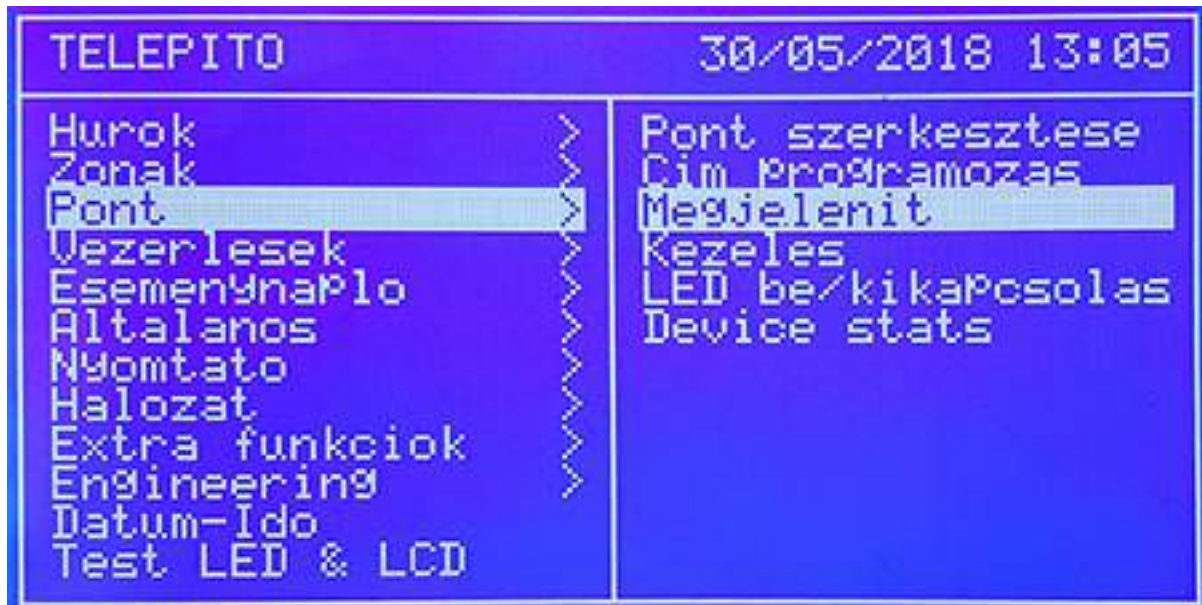 TELEPITO 30/05/2018 13:05
Hurok >
Zonak >
Pont >
Vezerlesek >
Esemenynaplo >
Altalanos >
Nyomtato >
Halozat >
Extra funkciok >
Engineering >
Datum-Ido
Test LED & LCD
Pont szerkesztese
Cim programozas
Megjelenit
Kezeles
LED be/kikapcsolas
Device stats